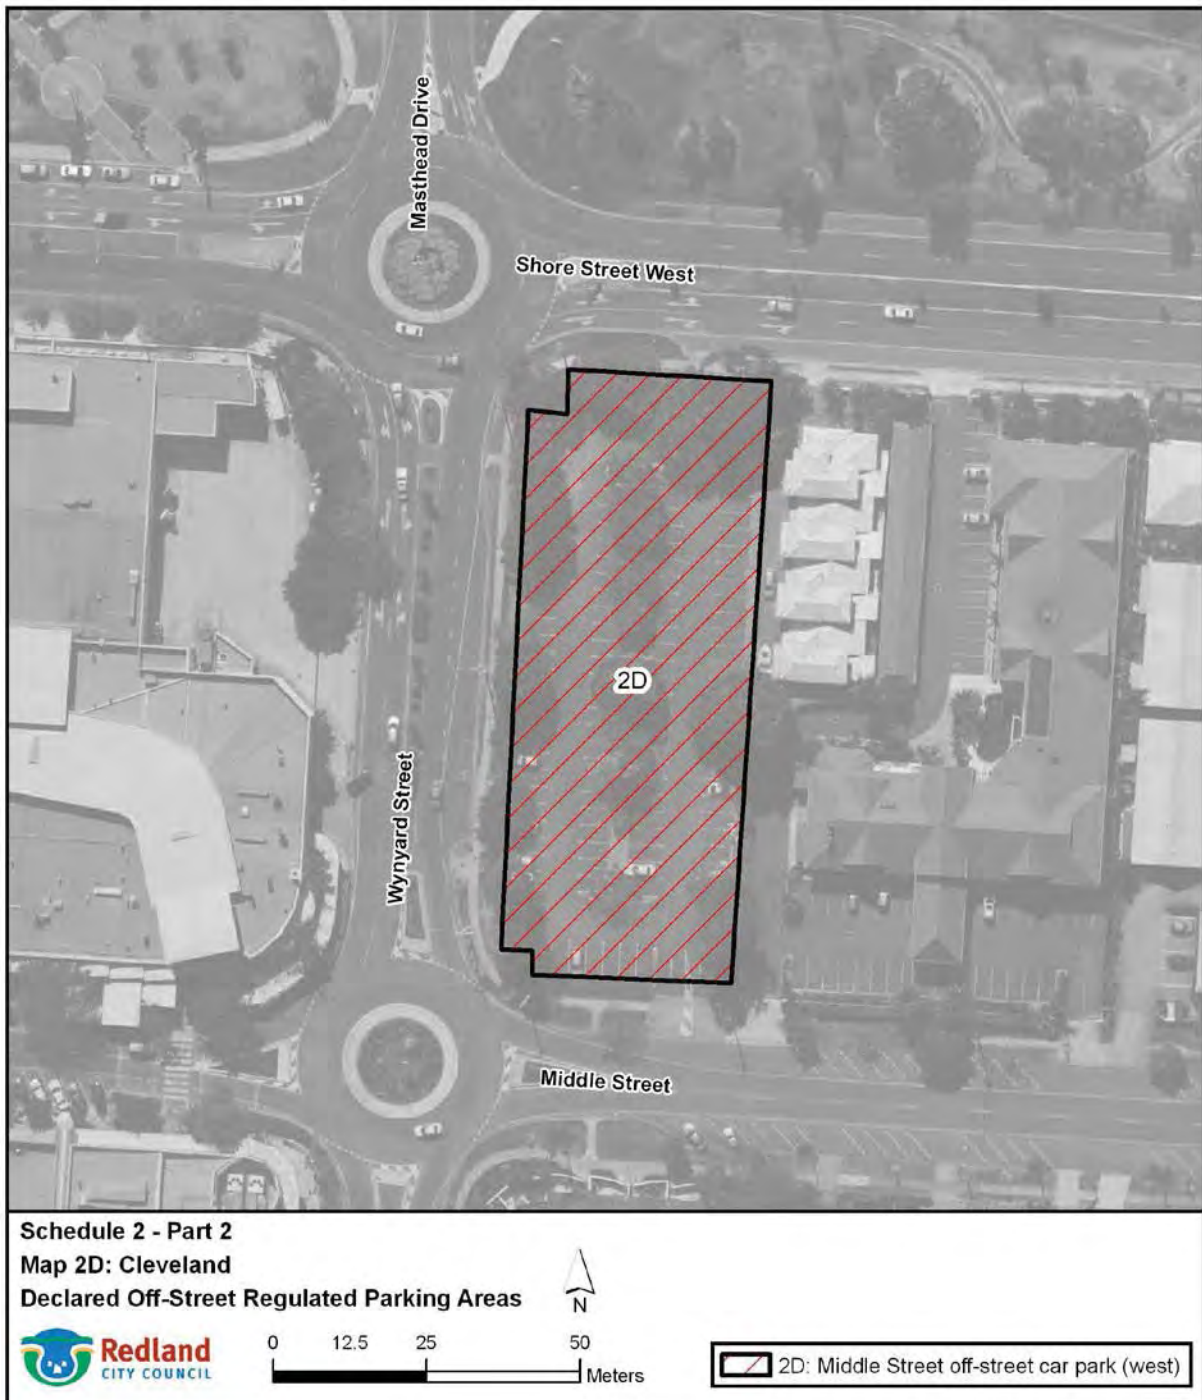 Masthead Drive
Shore Street West
2D
Wynyard Street
Middle Street
Schedule 2 - Part 2
Map 2D: Cleveland
Declared Off-Street Regulated Parking Areas
N
Redland
CITY COUNCIL
0 12.5 25 50
Meters
2D: Middle Street off-street car park (west)